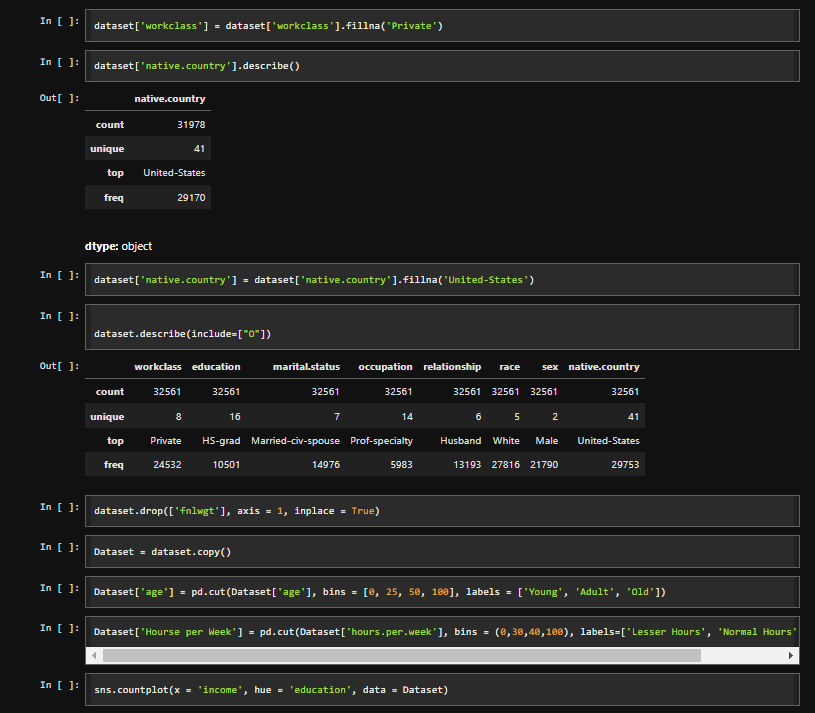 In [ ]: dataset['workclass'] = dataset['workclass'].fillna('Private')
In [ ]: dataset['native.country'].describe()
Out[ ]: native.country
count 31978
unique 41
top United-States
freq 29170
dtype: object
In [ ]: dataset['native.country'] = dataset['native.country'].fillna('United-States')
In [ ]:
dataset.describe(include=["O"])
Out[ ]: workclass education marital.status occupation relationship race sex native.country
count 32561 32561 32561 32561 32561 32561 32561 32561
unique 8 16 7 14 6 5 2 41
top Private HS-grad Married-civ-spouse Prof-specialty Husband White Male United-States
freq 24532 10501 14976 5983 13193 27816 21790 29753
In [ ]: dataset.drop(['fnlwgt'], axis = 1, inplace = True)
In [ ]: Dataset = dataset.copy()
In [ ]: Dataset['age'] = pd.cut(Dataset['age'], bins = [0, 25, 50, 100], labels = ['Young', 'Adult', 'Old'])
In [ ]: Dataset['Hourse per Week'] = pd.cut(Dataset['hours.per.week'], bins = (0,30,40,100), labels=['Lesser Hours', 'Normal Hours'
In [ ]: sns.countplot(x = 'income', hue = 'education', data = Dataset)